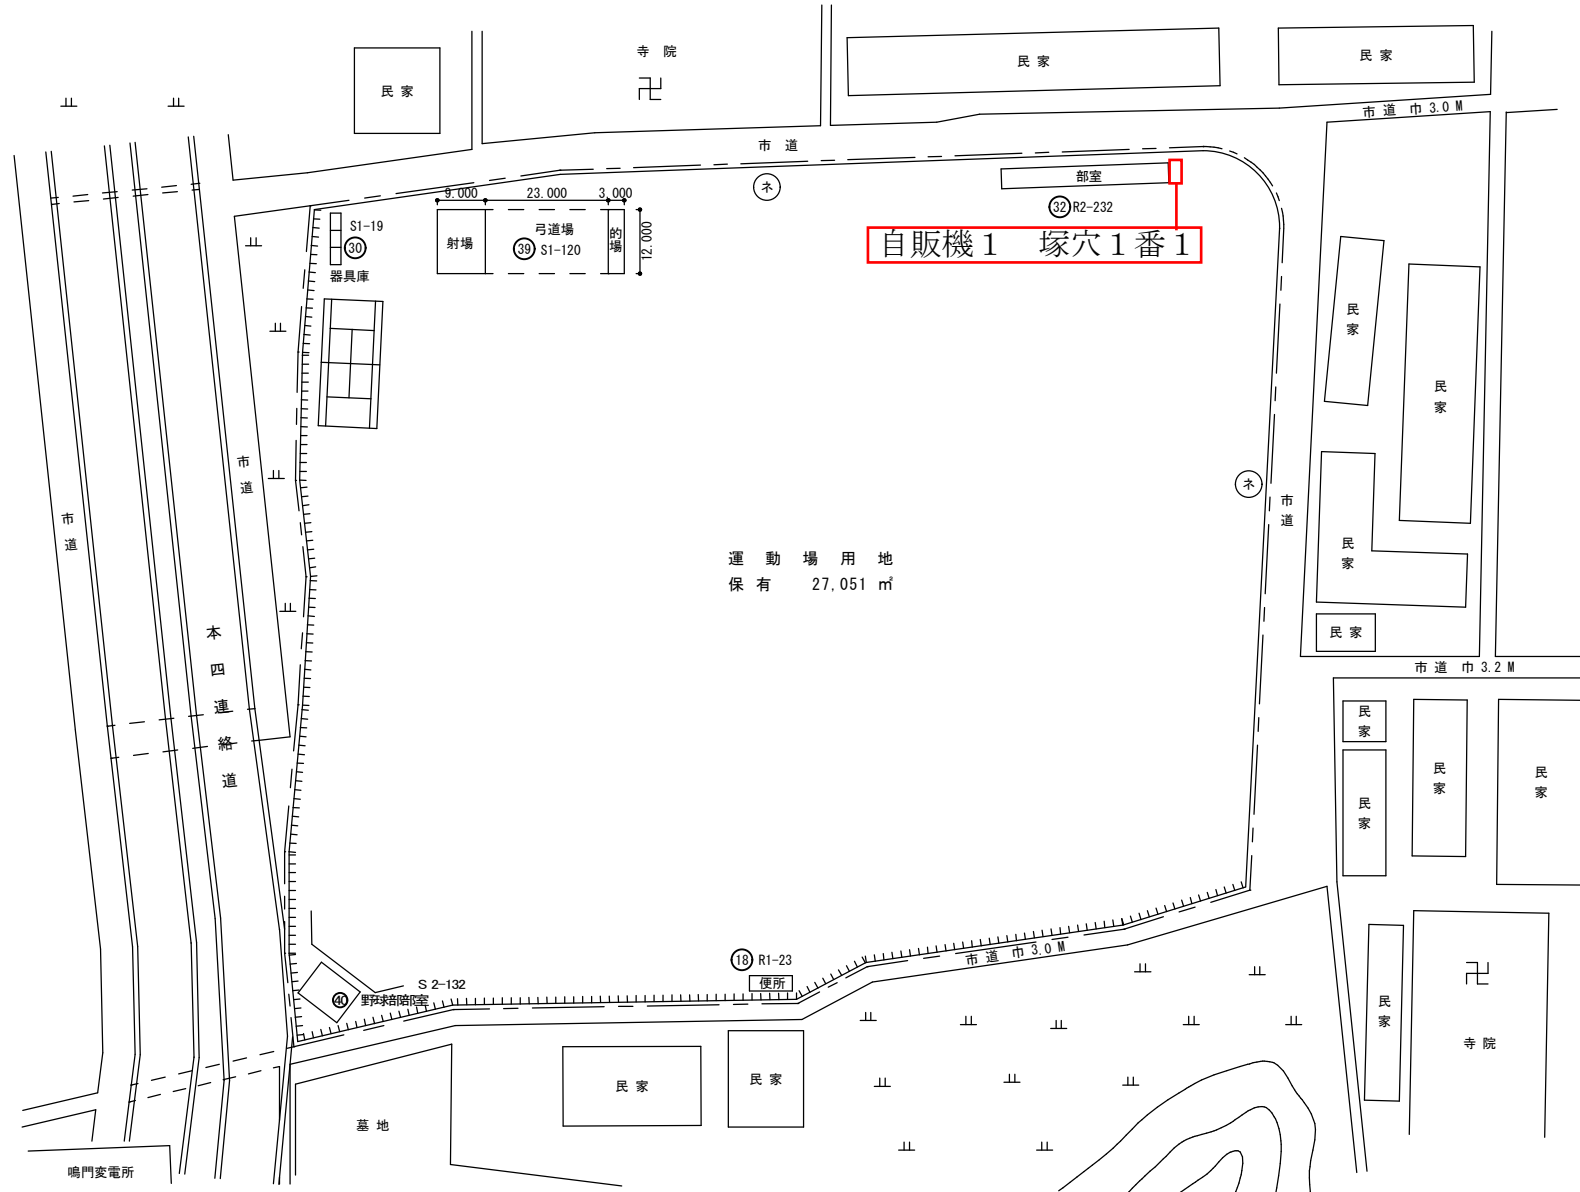 寺 院
民 家
民 家
民 家
市 道 巾 3.0 M
市 道
部室
9.000 23.000 3.000
㉜ R2-232
S1-19
㉚
器具庫
射場
弓道場
㊴ S1-120
的場
12.000
ネ
自販機１ 塚穴１番１
民家
民家
市道
市道
ネ
市道
民家
運 動 場 用 地
保 有 27,051 ㎡
民 家
本四連絡道
市 道 巾 3.2 M
民家
民家
民家
民家
⑱ R1-23
便所
市 道 巾 3.0 M
S 2-132
㊵ 野球部部室
民家
寺 院
民 家
民 家
墓 地
鳴門変電所